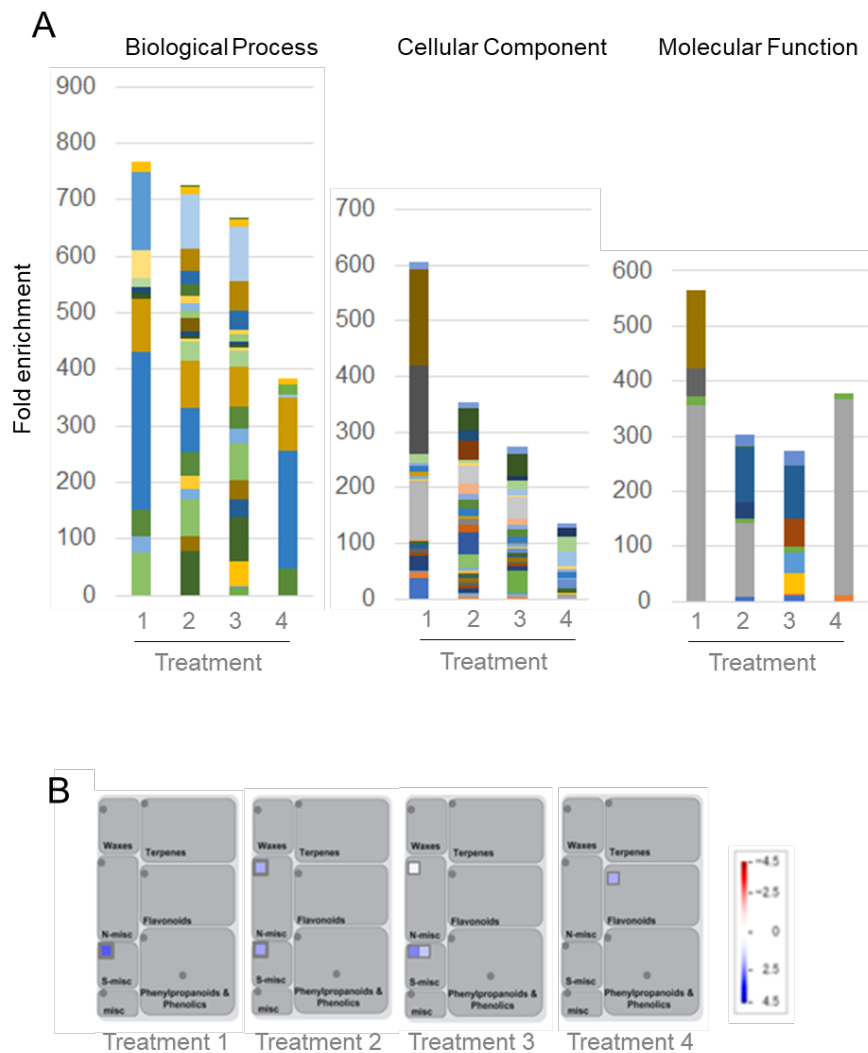 A
Biological Process
Cellular Component
Molecular Function
Fold enrichment
900
800
700
600
500
400
300
200
100
0
1 2 3 4
Treatment
700
600
500
400
300
200
100
0
1 2 3 4
Treatment
600
500
400
300
200
100
0
1 2 3 4
Treatment
B
Waxes
Terpenes
Flavonoids
N-misc
S-misc
Phenylpropanoids &
Phenolics
misc
Treatment 1
Waxes
Terpenes
Flavonoids
N-misc
S-misc
Phenylpropanoids &
Phenolics
misc
Treatment 2
Waxes
Terpenes
Flavonoids
N-misc
S-misc
Phenylpropanoids &
Phenolics
misc
Treatment 3
Waxes
Terpenes
Flavonoids
N-misc
S-misc
Phenylpropanoids &
Phenolics
misc
Treatment 4
-4.5
-2.5
0
2.5
4.5